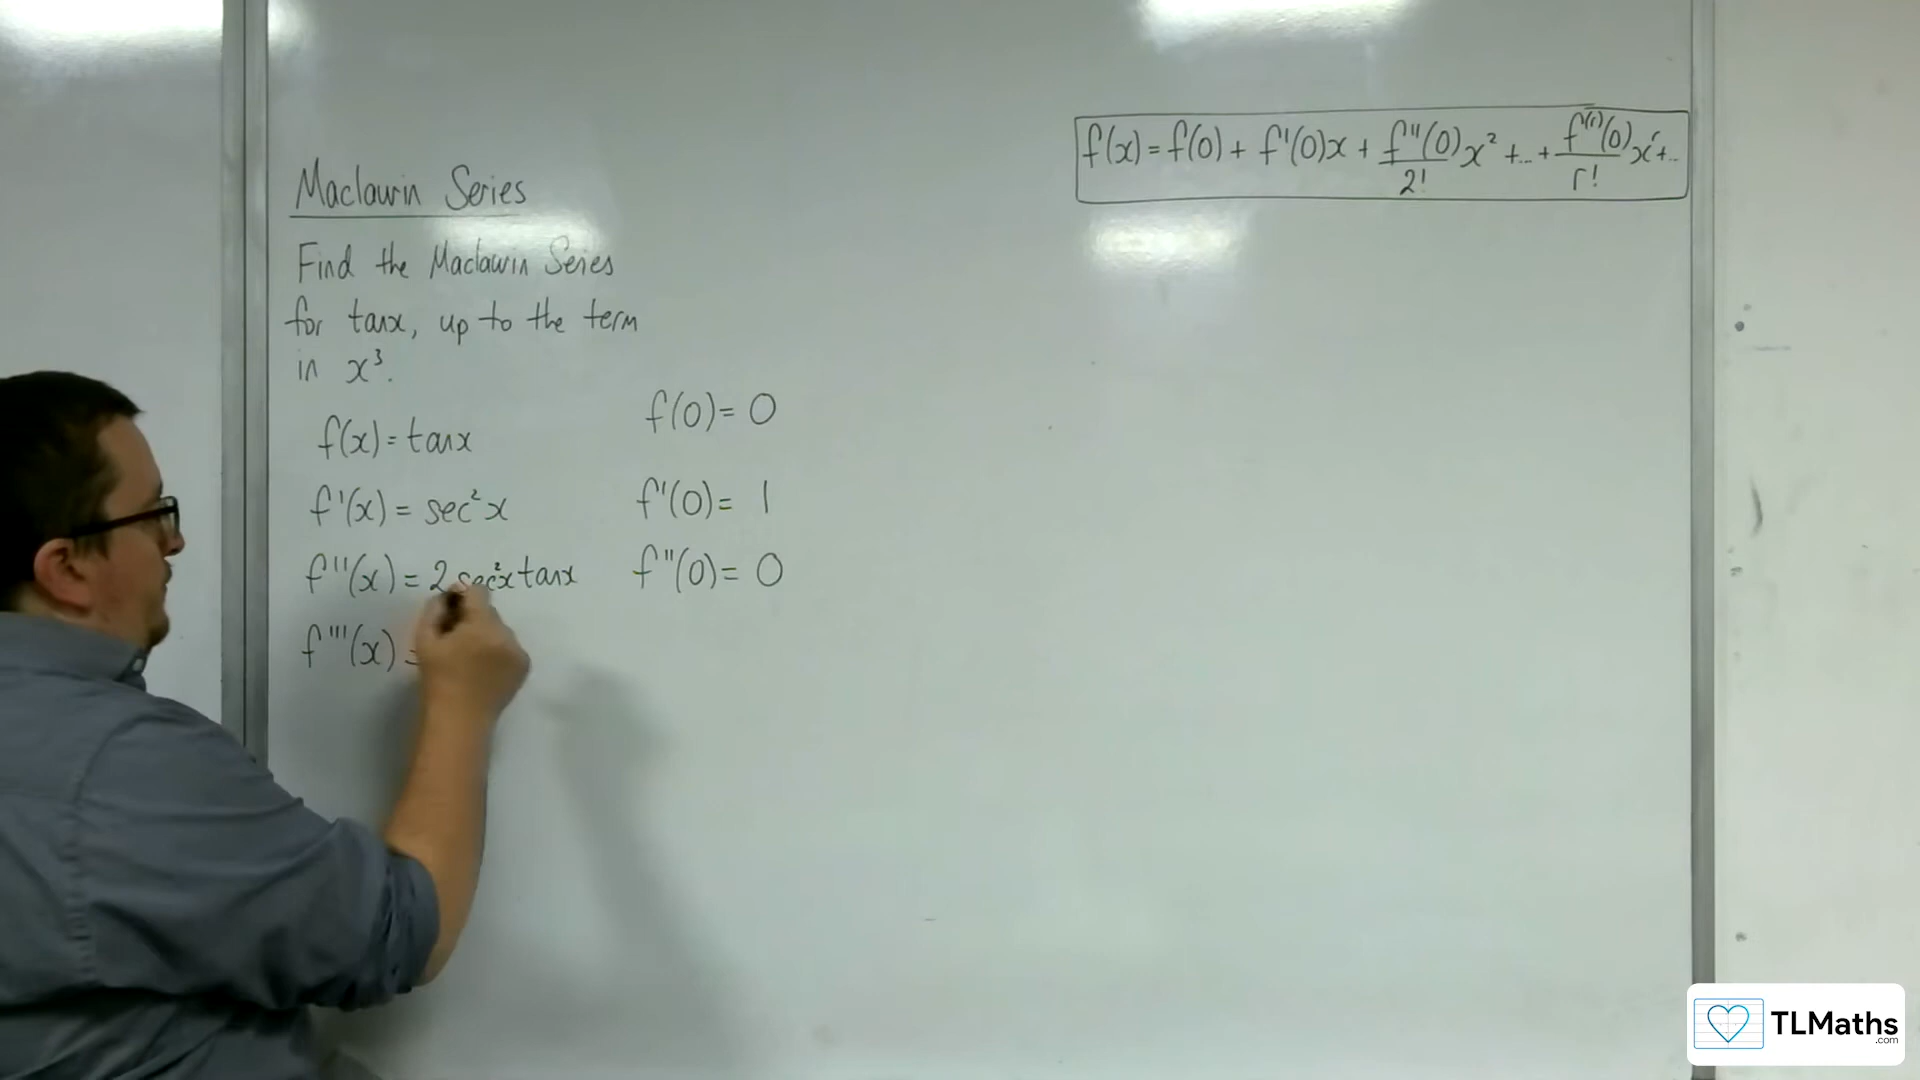 f(x) = f(0) + f'(0)x + f''(0)/2! x² + ... + f⁽ʳ⁾(0)/r! xʳ + ...
Maclaurin Series
Find the Maclaurin Series
for tanx, up to the term
in x³.
f(x) = tanx
f(0) = 0
f'(x) = sec²x
f'(0) = 1
f''(x) = 2sec²x tanx
f''(0) = 0
f'''(x) =
TLMaths
.com